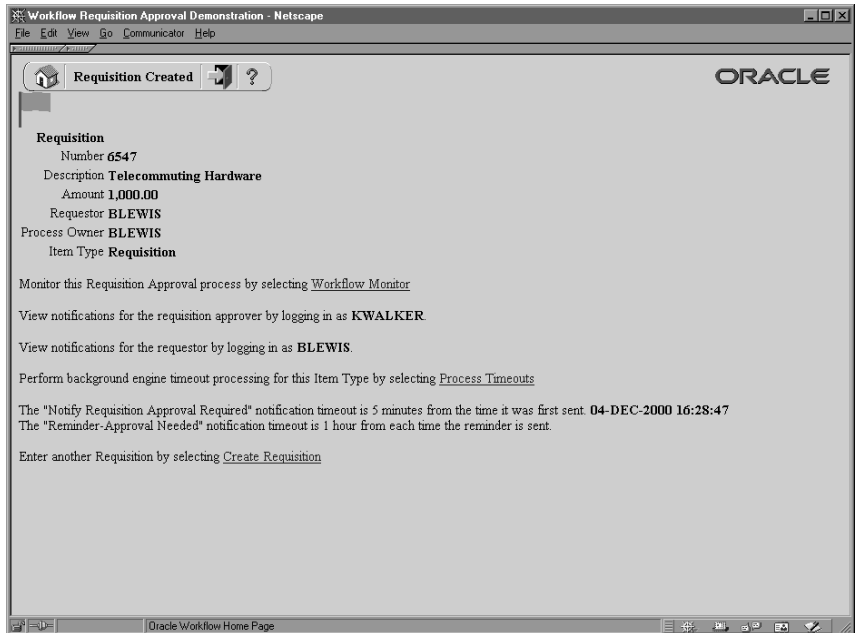 Workflow Requisition Approval Demonstration - Netscape
File Edit View Go Communicator Help
Requisition Created ?
ORACLE
Requisition
Number 6547
Description Telecommuting Hardware
Amount 1,000.00
Requestor BLEWIS
Process Owner BLEWIS
Item Type Requisition
Monitor this Requisition Approval process by selecting Workflow Monitor
View notifications for the requisition approver by logging in as KWALKER.
View notifications for the requestor by logging in as BLEWIS.
Perform background engine timeout processing for this Item Type by selecting Process Timeouts
The "Notify Requisition Approval Required" notification timeout is 5 minutes from the time it was first sent. 04-DEC-2000 16:28:47
The "Reminder-Approval Needed" notification timeout is 1 hour from each time the reminder is sent.
Enter another Requisition by selecting Create Requisition
Oracle Workflow Home Page